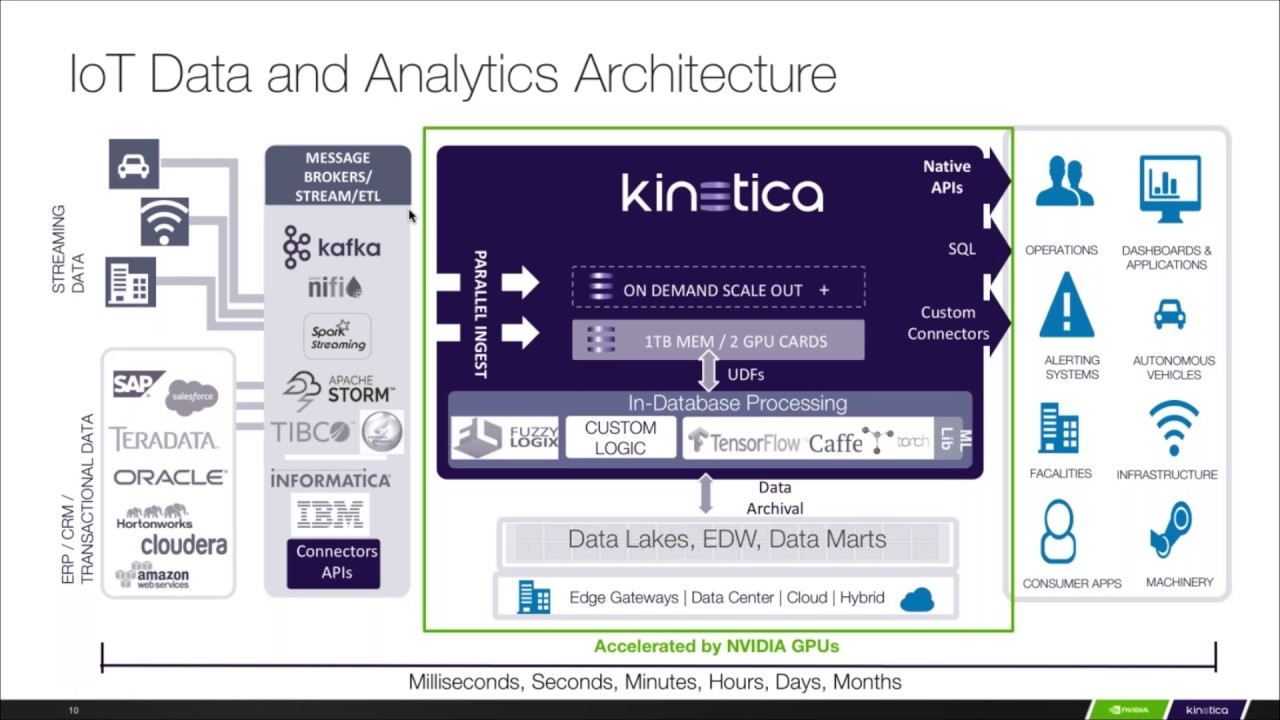 IoT Data and Analytics Architecture
STREAMING
DATA
ERP / CRM /
TRANSACTIONAL DATA
SAP
salesforce
TERADATA.
ORACLE
Hortonworks
cloudera
amazon
webservices
MESSAGE
BROKERS/
STREAM/ETL
kafka
nifi
Spark
Streaming
APACHE
STORM™
TIBCO
INFORMATICA
IBM
Connectors
APIs
kinetica
PARALLEL INGEST
ON DEMAND SCALE OUT +
1TB MEM / 2 GPU CARDS
UDFs
In-Database Processing
FUZZY
LOGIX
CUSTOM
LOGIC
TensorFlow
Caffe
torch
ML
Lib
Native
APIs
SQL
Custom
Connectors
Data
Archival
Data Lakes, EDW, Data Marts
Edge Gateways | Data Center | Cloud | Hybrid
Accelerated by NVIDIA GPUs
OPERATIONS
DASHBOARDS &
APPLICATIONS
ALERTING
SYSTEMS
AUTONOMOUS
VEHICLES
FACALITIES
INFRASTRUCTURE
CONSUMER APPS
MACHINERY
Milliseconds, Seconds, Minutes, Hours, Days, Months
10
NVIDIA
kinetica